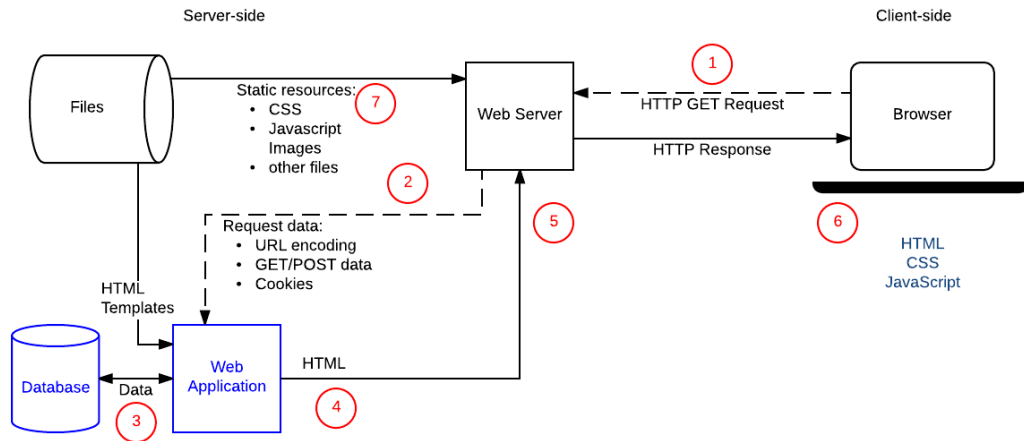 Server-side
Client-side
1
Files
Static resources:
• CSS
• Javascript
Images
• other files
7
Web Server
HTTP GET Request
HTTP Response
Browser
2
5
6
Request data:
• URL encoding
• GET/POST data
• Cookies
HTML
CSS
JavaScript
HTML
Templates
Database
Data
3
Web
Application
HTML
4